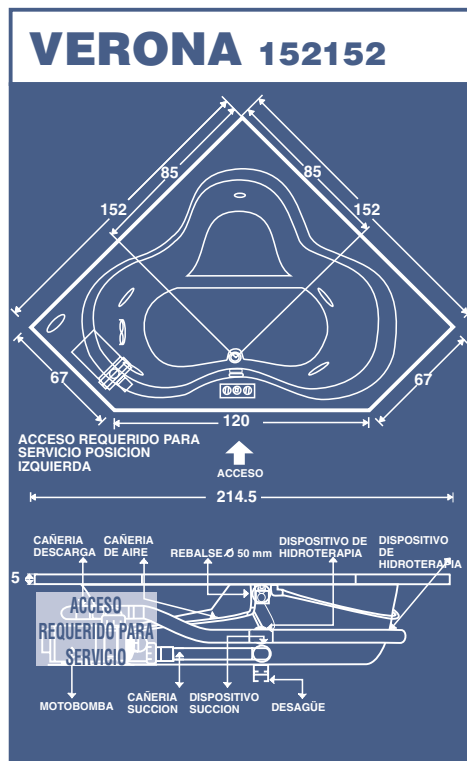 VERONA 152152
85
85
152
152
67
67
120
ACCESO REQUERIDO PARA
SERVICIO POSICION
IZQUIERDA
ACCESO
214.5
CAÑERIA
DESCARGA
CAÑERIA
DE AIRE
REBALSE Ø 50 mm
DISPOSITIVO DE
HIDROTERAPIA
DISPOSITIVO
DE
HIDROTERAPIA
5
ACCESO
REQUERIDO PARA
SERVICIO
MOTOBOMBA
CAÑERIA
SUCCION
DISPOSITIVO
SUCCION
DESAGÜE